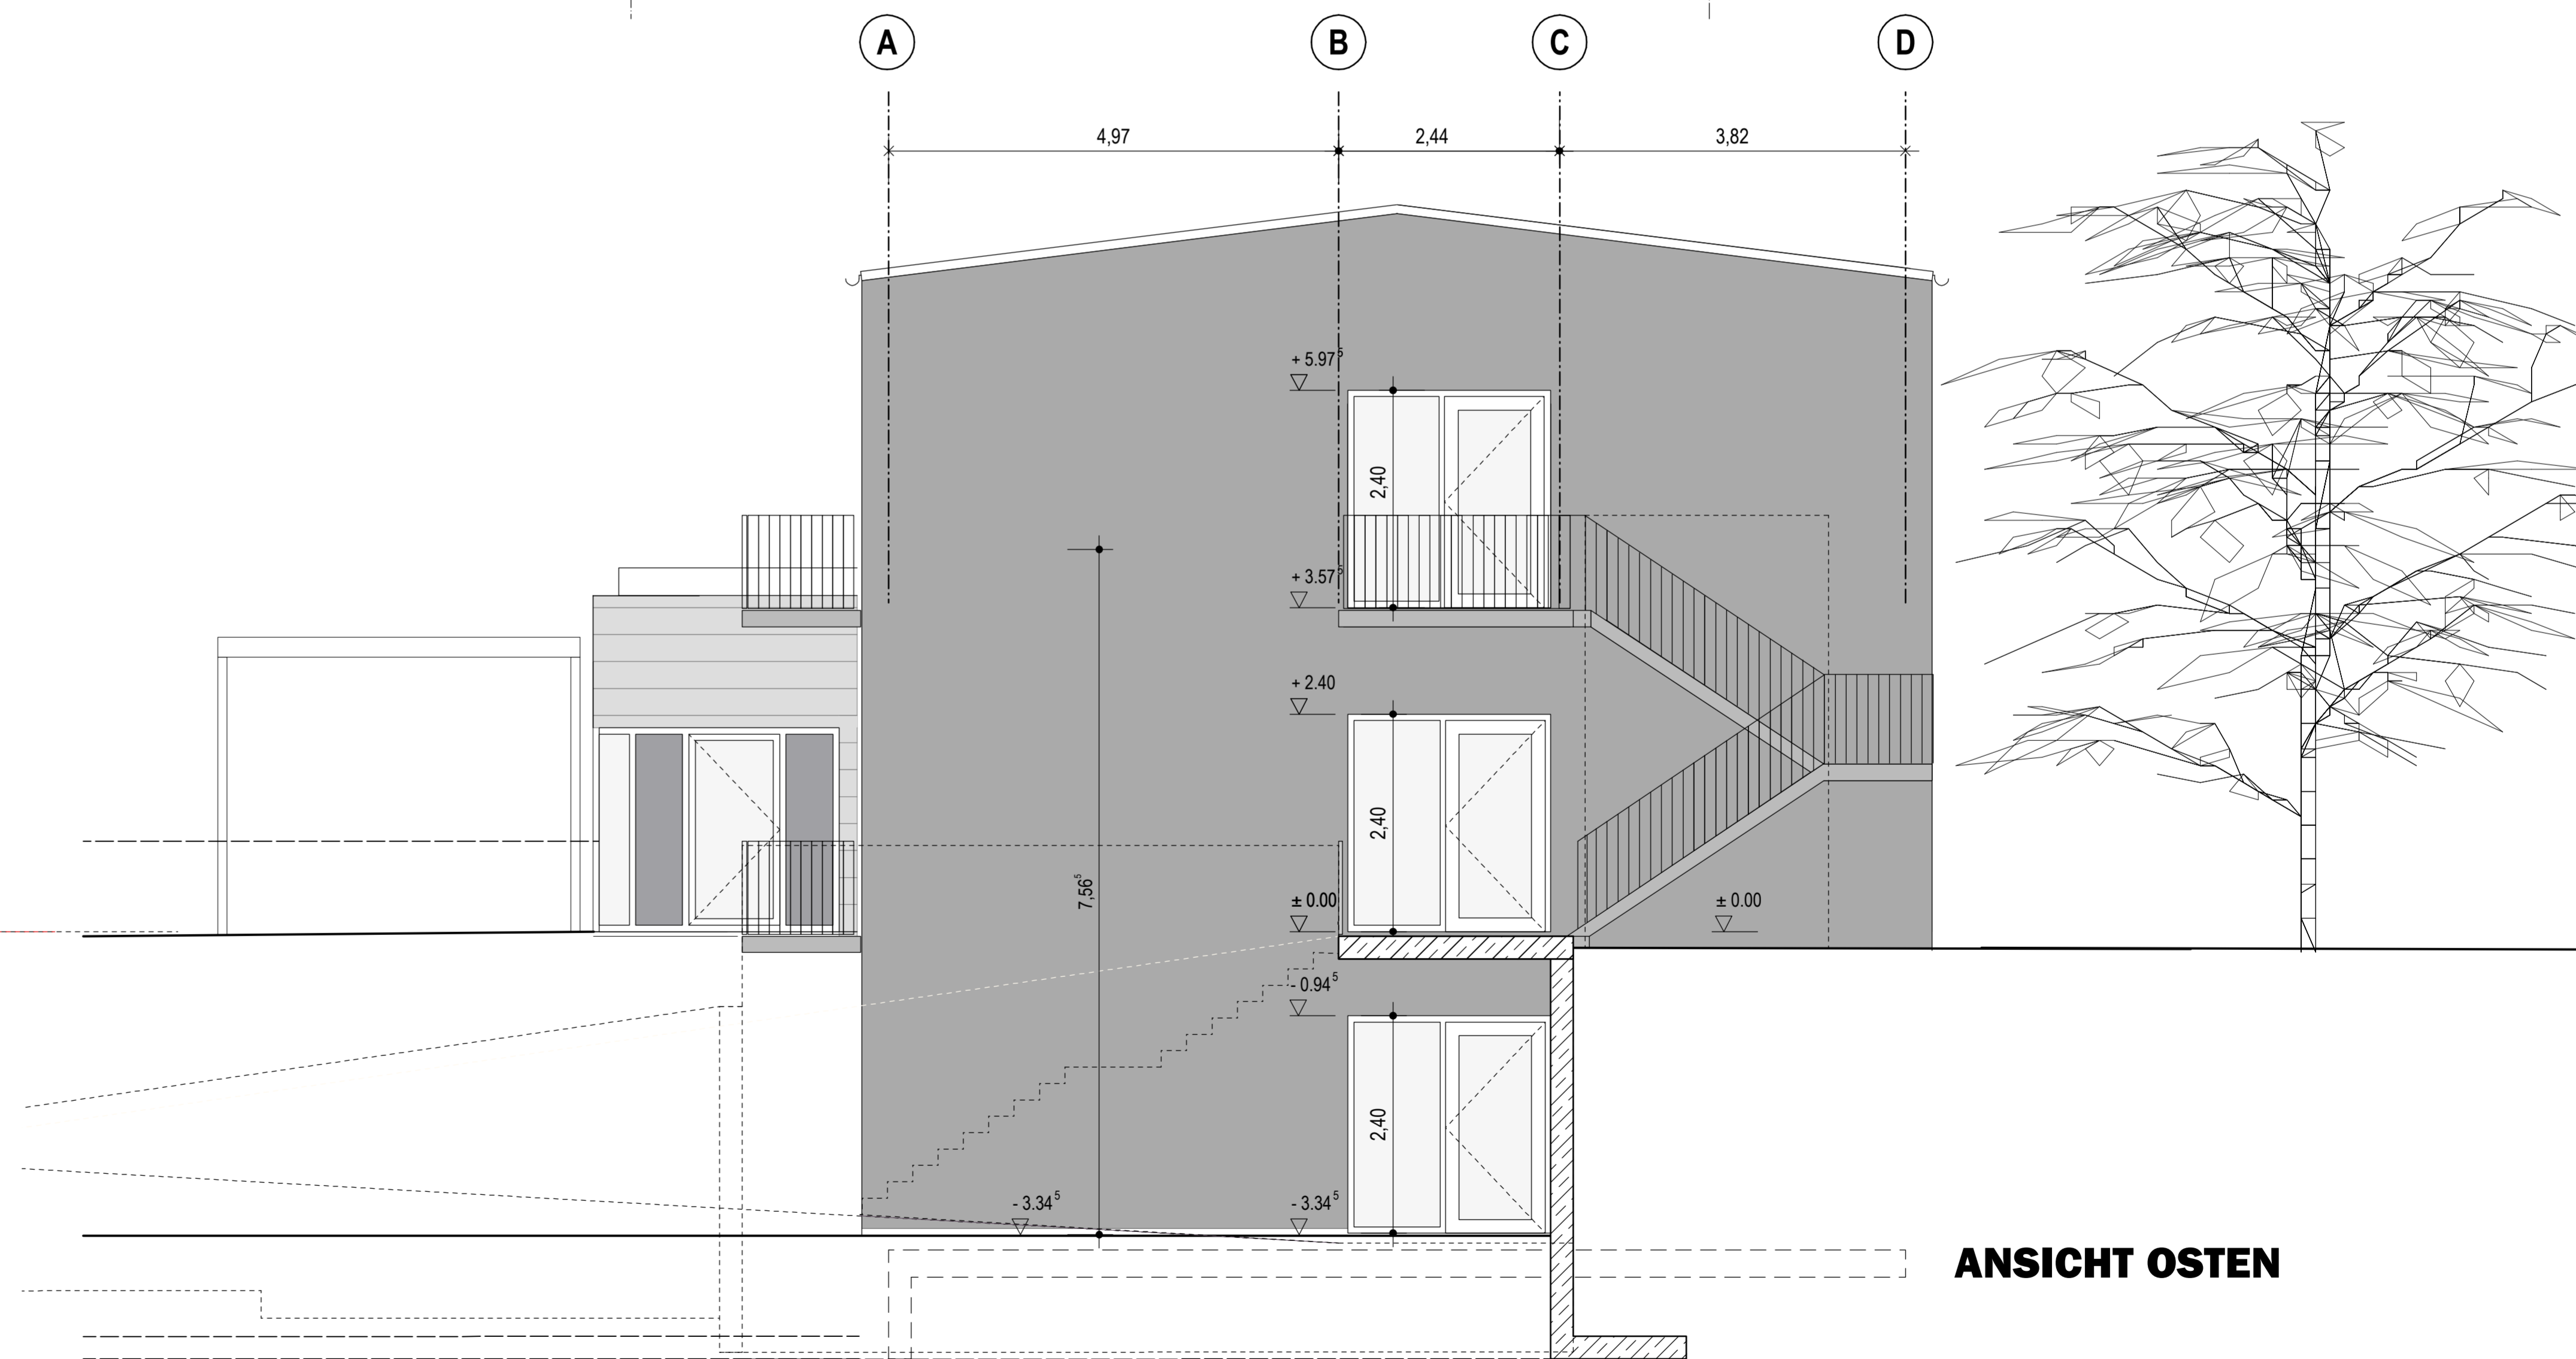 A B C D
4,97 2,44 3,82
+ 5.97⁵
2,40
+ 3.57⁵
+ 2.40
2,40
7,56⁵
± 0.00 ± 0.00
- 0.94⁵
2,40
- 3.34⁵ - 3.34⁵
ANSICHT OSTEN